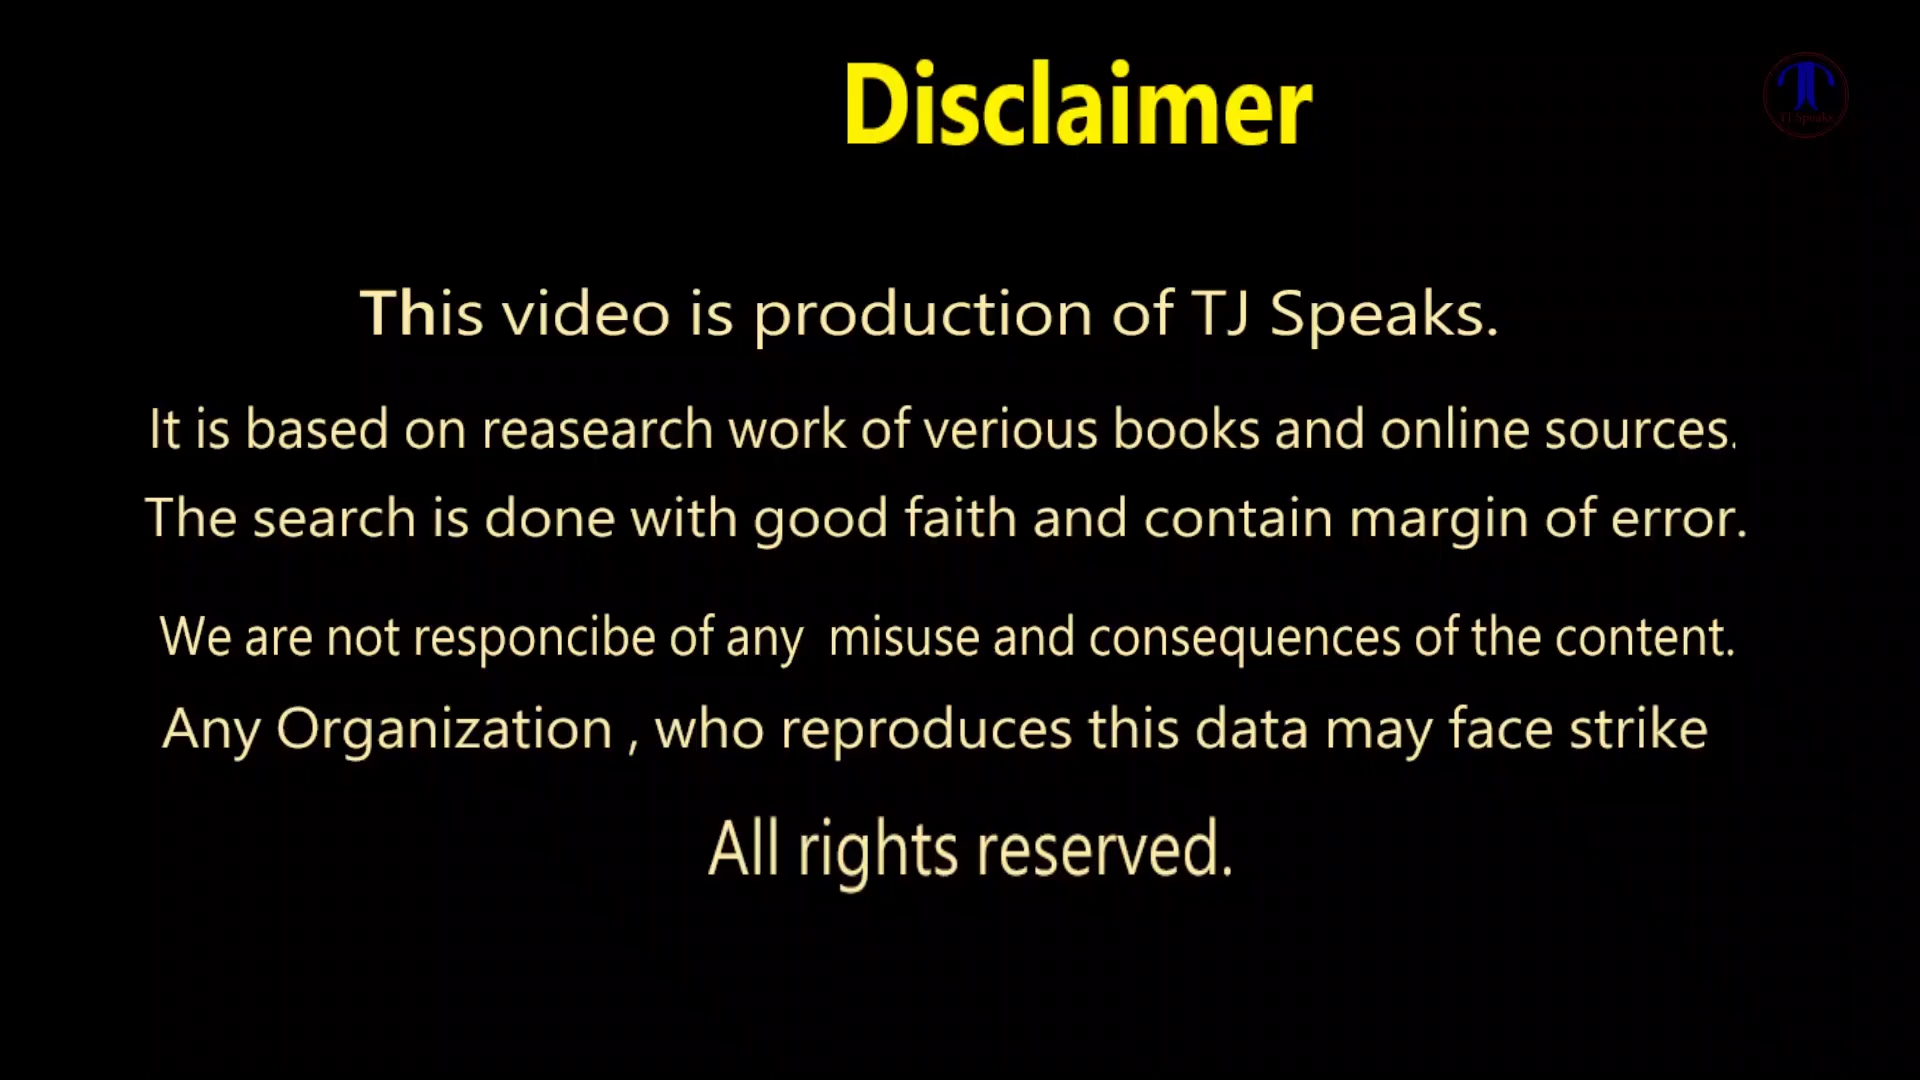 Disclaimer
TJ Speaks
This video is production of TJ Speaks.
It is based on reasearch work of verious books and online sources.
The search is done with good faith and contain margin of error.
We are not responcibe of any  misuse and consequences of the content.
Any Organization , who reproduces this data may face strike
All rights reserved.